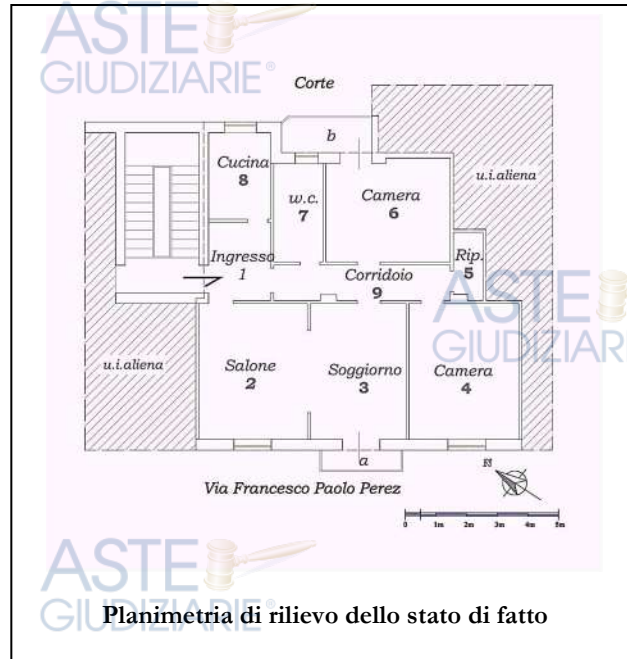 ASTE
GIUDIZIARIE®
Corte
b
Cucina
8
w.c.
7
Camera
6
u.i.aliena
Ingresso
1
Corridoio
9
Rip.
5
ASTE
GIUDIZIARI
u.i.aliena
Salone
2
Soggiorno
3
Camera
4
a
Via Francesco Paolo Perez
0 1m 2m 3m 4m 5m
ASTE
GIUDIZIARIE®
Planimetria di rilievo dello stato di fatto